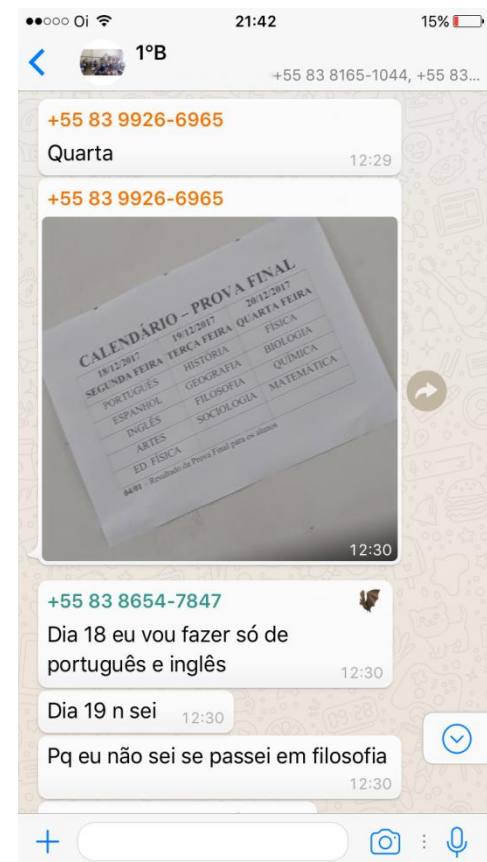 Oi 21:42 15%
1°B
+55 83 8165-1044, +55 83...
+55 83 9926-6965
Quarta 12:29
+55 83 9926-6965
CALENDÁRIO – PROVA FINAL
18/12/2017 19/12/2017 20/12/2017
SEGUNDA FEIRA TERÇA FEIRA QUARTA FEIRA
PORTUGUÊS HISTÓRIA FÍSICA
ESPANHOL GEOGRAFIA BIOLOGIA
INGLÊS FILOSOFIA QUÍMICA
ARTES SOCIOLOGIA MATEMÁTICA
ED. FÍSICA
04/01 – Resultado da Prova Final para os alunos
12:30
+55 83 8654-7847
Dia 18 eu vou fazer só de
português e inglês 12:30
Dia 19 n sei 12:30
Pq eu não sei se passei em filosofia
12:30